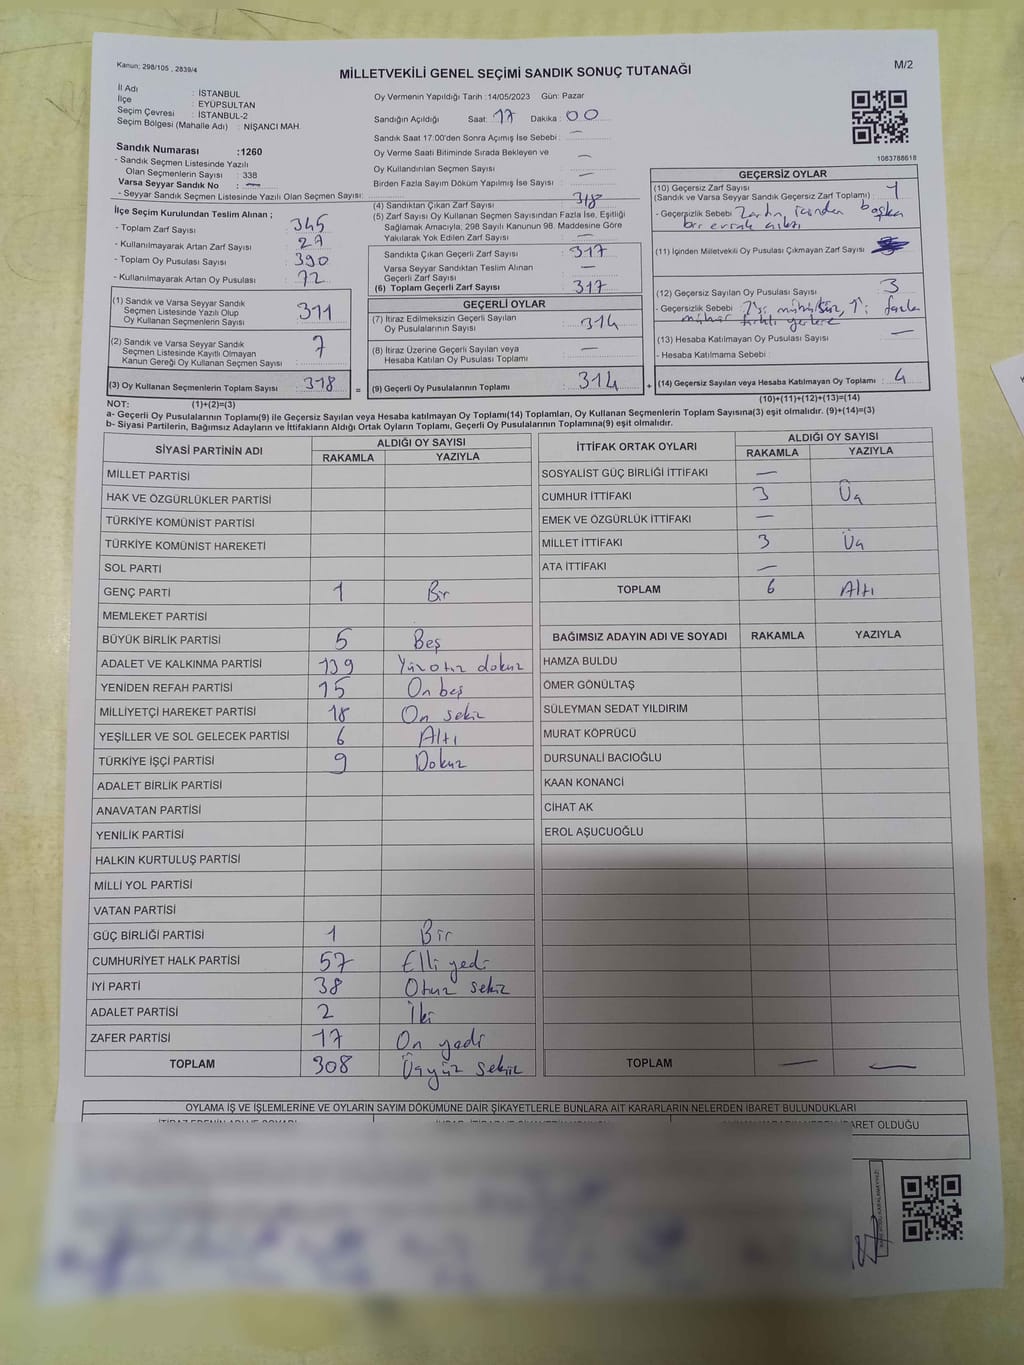 Kanun; 298/105 , 2839/4
M/2
MİLLETVEKİLİ GENEL SEÇİMİ SANDIK SONUÇ TUTANAĞI
İl Adı : İSTANBUL
İlçe : EYÜPSULTAN
Seçim Çevresi : İSTANBUL-2
Seçim Bölgesi (Mahalle Adı) : NİŞANCI MAH.
Sandık Numarası :1260
- Sandık Seçmen Listesinde Yazılı
Olan Seçmenlerin Sayısı : 338
Varsa Seyyar Sandık No : —
- Seyyar Sandık Seçmen Listesinde Yazılı Olan Seçmen Sayısı:
İlçe Seçim Kurulundan Teslim Alınan ;
- Toplam Zarf Sayısı : 345
- Kullanılmayarak Artan Zarf Sayısı : 27
- Toplam Oy Pusulası Sayısı : 390
- Kullanılmayarak Artan Oy Pusulası : 72
(1) Sandık ve Varsa Seyyar Sandık
Seçmen Listesinde Yazılı Olup
Oy Kullanan Seçmenlerin Sayısı : 311
(2) Sandık ve Varsa Seyyar Sandık
Seçmen Listesinde Kayıtlı Olmayan
Kanun Gereği Oy Kullanan Seçmen Sayısı : 7
(3) Oy Kullanan Seçmenlerin Toplam Sayısı : 318
Oy Vermenin Yapıldığı Tarih :14/05/2023 Gün: Pazar
Sandığın Açıldığı Saat: 17 Dakika : 00
Sandık Saat 17:00'den Sonra Açımış İse Sebebi : —
Oy Verme Saati Bitiminde Sırada Bekleyen ve
Oy Kullandırılan Seçmen Sayısı : —
Birden Fazla Sayım Döküm Yapılmış İse Sayısı : —
(4) Sandıktan Çıkan Zarf Sayısı : 318
(5) Zarf Sayısı Oy Kullanan Seçmen Sayısından Fazla İse, Eşitliği
Sağlamak Amacıyla, 298 Sayılı Kanunun 98. Maddesine Göre
Yakılarak Yok Edilen Zarf Sayısı : —
Sandıkta Çıkan Geçerli Zarf Sayısı : 317
Varsa Seyyar Sandıktan Teslim Alınan
Geçerli Zarf Sayısı : —
(6) Toplam Geçerli Zarf Sayısı : 317
GEÇERLİ OYLAR
(7) İtiraz Edilmeksizin Geçerli Sayılan
Oy Pusulalarının Sayısı : 314
(8) İtiraz Üzerine Geçerli Sayılan veya
Hesaba Katılan Oy Pusulası Toplamı : —
= (9) Geçerli Oy Pusulalarının Toplamı : 314 +
1083788618
GEÇERSİZ OYLAR
(10) Geçersiz Zarf Sayısı
(Sandık ve Varsa Seyyar Sandık Geçersiz Zarf Toplamı) : 1
- Geçersizlik Sebebi : Zarfın içinden başka
bir evrak çıktı
(11) İçinden Milletvekili Oy Pusulası Çıkmayan Zarf Sayısı :
(12) Geçersiz Sayılan Oy Pusulası Sayısı : 3
- Geçersizlik Sebebi : 2'si mühürsüz, 1'i fazla
mühür farklı yerlere
(13) Hesaba Katılmayan Oy Pusulası Sayısı : —
- Hesaba Katılmama Sebebi :
(14) Geçersiz Sayılan veya Hesaba Katılmayan Oy Toplamı : 4
NOT: (1)+(2)=(3)
(10)+(11)+(12)+(13)=(14)
a- Geçerli Oy Pusulalarının Toplamı(9) ile Geçersiz Sayılan veya Hesaba katılmayan Oy Toplamı(14) Toplamları, Oy Kullanan Seçmenlerin Toplam Sayısına(3) eşit olmalıdır. (9)+(14)=(3)
b- Siyasi Partilerin, Bağımsız Adayların ve İttifakların Aldığı Ortak Oyların Toplamı, Geçerli Oy Pusulalarının Toplamına(9) eşit olmalıdır.
SİYASİ PARTİNİN ADI ALDIĞI OY SAYISI
RAKAMLA YAZIYLA
MİLLET PARTİSİ
HAK VE ÖZGÜRLÜKLER PARTİSİ
TÜRKİYE KOMÜNİST PARTİSİ
TÜRKİYE KOMÜNİST HAREKETİ
SOL PARTİ
GENÇ PARTİ 1 Bir
MEMLEKET PARTİSİ
BÜYÜK BİRLİK PARTİSİ 5 Beş
ADALET VE KALKINMA PARTİSİ 139 Yüzotuz dokuz
YENİDEN REFAH PARTİSİ 15 On beş
MİLLİYETÇİ HAREKET PARTİSİ 18 On sekiz
YEŞİLLER VE SOL GELECEK PARTİSİ 6 Altı
TÜRKİYE İŞÇİ PARTİSİ 9 Dokuz
ADALET BİRLİK PARTİSİ
ANAVATAN PARTİSİ
YENİLİK PARTİSİ
HALKIN KURTULUŞ PARTİSİ
MİLLİ YOL PARTİSİ
VATAN PARTİSİ
GÜÇ BİRLİĞİ PARTİSİ 1 Bir
CUMHURİYET HALK PARTİSİ 57 Elli yedi
İYİ PARTİ 38 Otuz sekiz
ADALET PARTİSİ 2 İki
ZAFER PARTİSİ 17 On yedi
TOPLAM 308 Üçyüz sekiz
İTTİFAK ORTAK OYLARI ALDIĞI OY SAYISI
RAKAMLA YAZIYLA
SOSYALİST GÜÇ BİRLİĞİ İTTİFAKI —
CUMHUR İTTİFAKI 3 Üç
EMEK VE ÖZGÜRLÜK İTTİFAKI —
MİLLET İTTİFAKI 3 Üç
ATA İTTİFAKI —
TOPLAM 6 Altı
BAĞIMSIZ ADAYIN ADI VE SOYADI RAKAMLA YAZIYLA
HAMZA BULDU
ÖMER GÖNÜLTAŞ
SÜLEYMAN SEDAT YILDIRIM
MURAT KÖPRÜCÜ
DURSUNALİ BACIOĞLU
KAAN KONANCİ
CİHAT AK
EROL AŞUCUOĞLU
TOPLAM — —
OYLAMA İŞ VE İŞLEMLERİNE VE OYLARIN SAYIM DÖKÜMÜNE DAİR ŞİKAYETLERLE BUNLARA AİT KARARLARIN NELERDEN İBARET BULUNDUKLARI
İBARET OLDUĞU